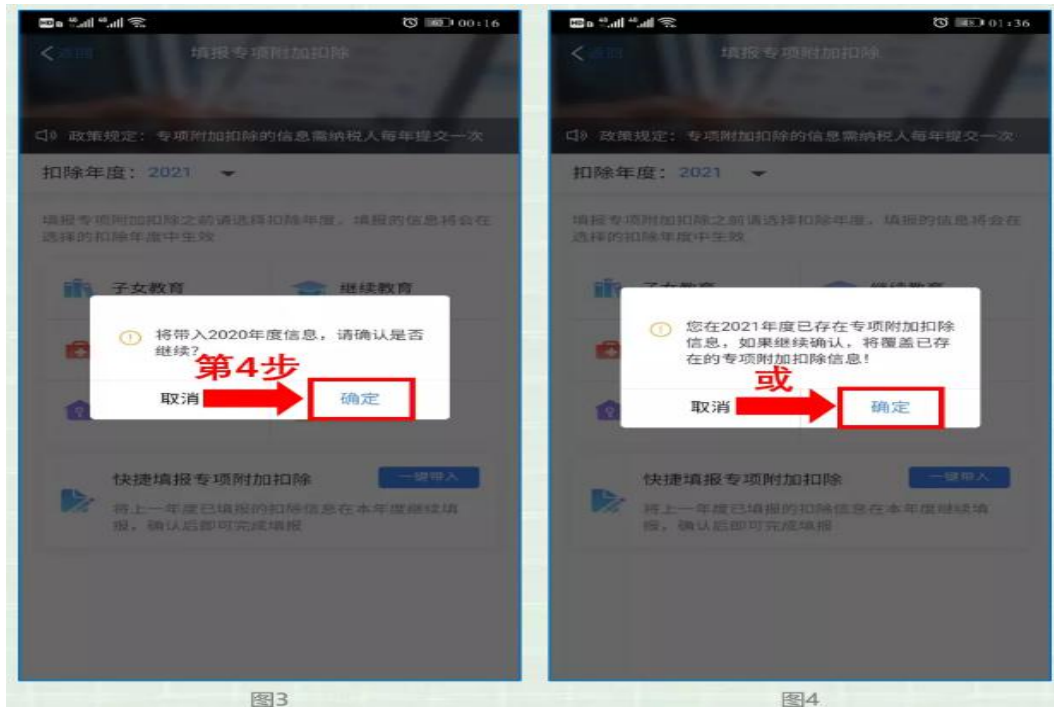 HD 4G 4G 00:16
返回 填报专项附加扣除
政策规定：专项附加扣除的信息需纳税人每年提交一次
扣除年度：2021
填报专项附加扣除之前请选择扣除年度，填报的信息将会在
选择的扣除年度中生效
子女教育 继续教育
将带入2020年度信息，请确认是否
继续？
第4步
取消 确定
快捷填报专项附加扣除 一键带入
将上一年度已填报的扣除信息在本年度继续填
报，确认后即可完成填报
图3
HD 4G 4G 01:36
返回 填报专项附加扣除
政策规定：专项附加扣除的信息需纳税人每年提交一次
扣除年度：2021
填报专项附加扣除之前请选择扣除年度，填报的信息将会在
选择的扣除年度中生效
子女教育 继续教育
您在2021年度已存在专项附加扣除
信息，如果继续确认，将覆盖已存
在的专项附加扣除信息！
或
取消 确定
快捷填报专项附加扣除 一键带入
将上一年度已填报的扣除信息在本年度继续填
报，确认后即可完成填报
图4